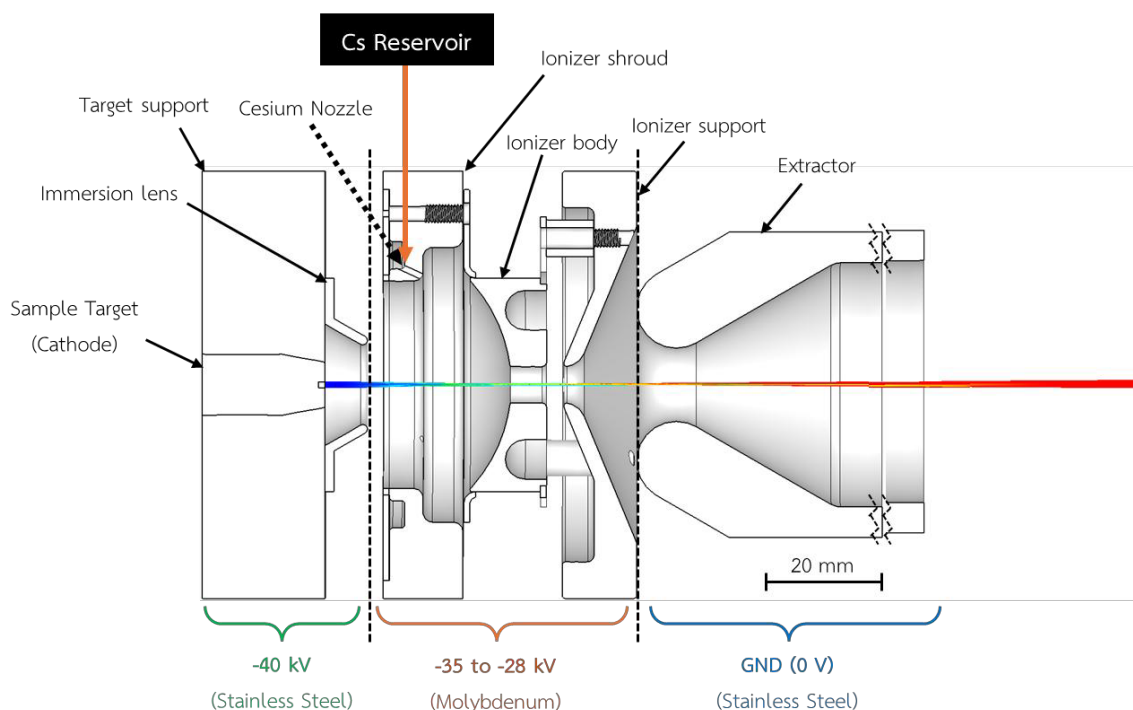 Cs Reservoir
Ionizer shroud
Target support
Cesium Nozzle
Ionizer body
Ionizer support
Extractor
Immersion lens
Sample Target
(Cathode)
20 mm
-40 kV
(Stainless Steel)
-35 to -28 kV
(Molybdenum)
GND (0 V)
(Stainless Steel)